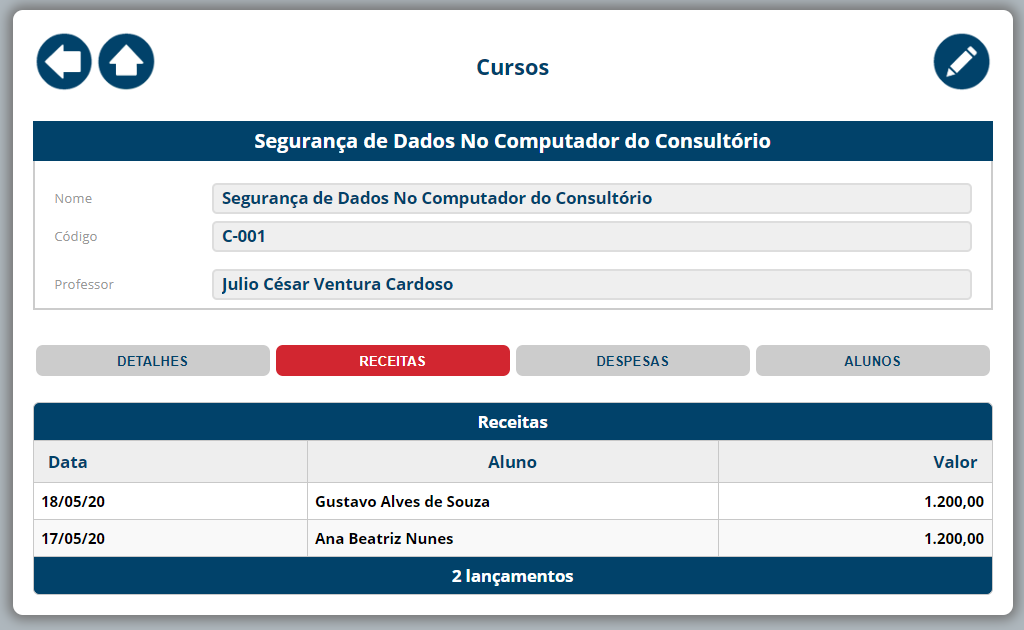 Cursos
Segurança de Dados No Computador do Consultório
Nome Segurança de Dados No Computador do Consultório
Código C-001
Professor Julio César Ventura Cardoso
DETALHES RECEITAS DESPESAS ALUNOS
Receitas
Data Aluno Valor
18/05/20 Gustavo Alves de Souza 1.200,00
17/05/20 Ana Beatriz Nunes 1.200,00
2 lançamentos